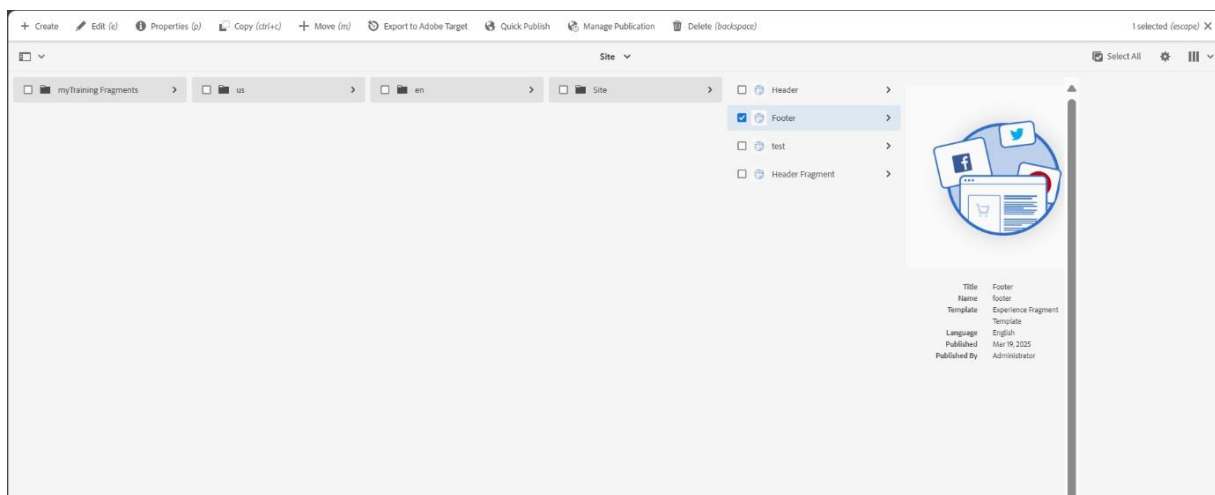 Create Edit (e) Properties (p) Copy (ctrl+c) Move (m) Export to Adobe Target Quick Publish Manage Publication Delete (backspace) 1 selected (escape)
Site Select All
myTraining Fragments us en Site Header
Footer
test
Header Fragment
Title Footer
Name footer
Template Experience Fragment
Template
Language English
Published Mar 19, 2025
Published By Administrator